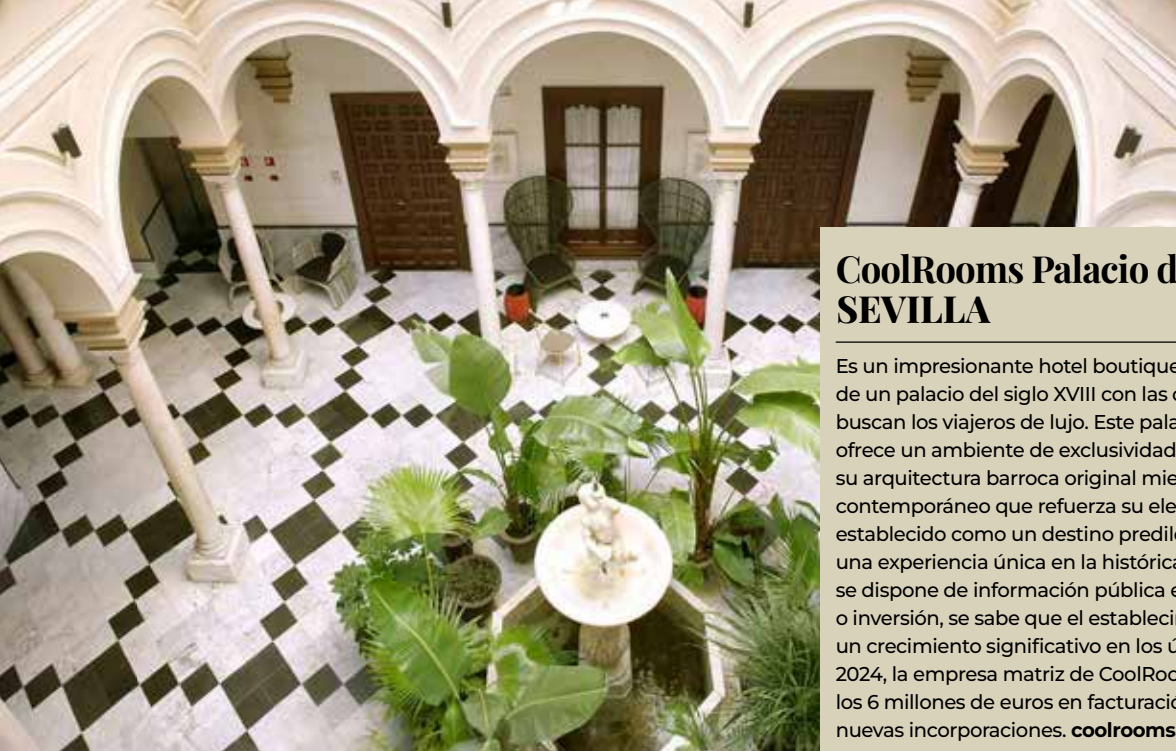 CoolRooms Palacio d
SEVILLA
Es un impresionante hotel boutique
de un palacio del siglo XVIII con las
buscan los viajeros de lujo. Este pala
ofrece un ambiente de exclusividad
su arquitectura barroca original mie
contemporáneo que refuerza su ele
establecido como un destino predile
una experiencia única en la histórica
se dispone de información pública e
o inversión, se sabe que el estableci
un crecimiento significativo en los ú
2024, la empresa matriz de CoolRoo
los 6 millones de euros en facturació
nuevas incorporaciones. coolrooms